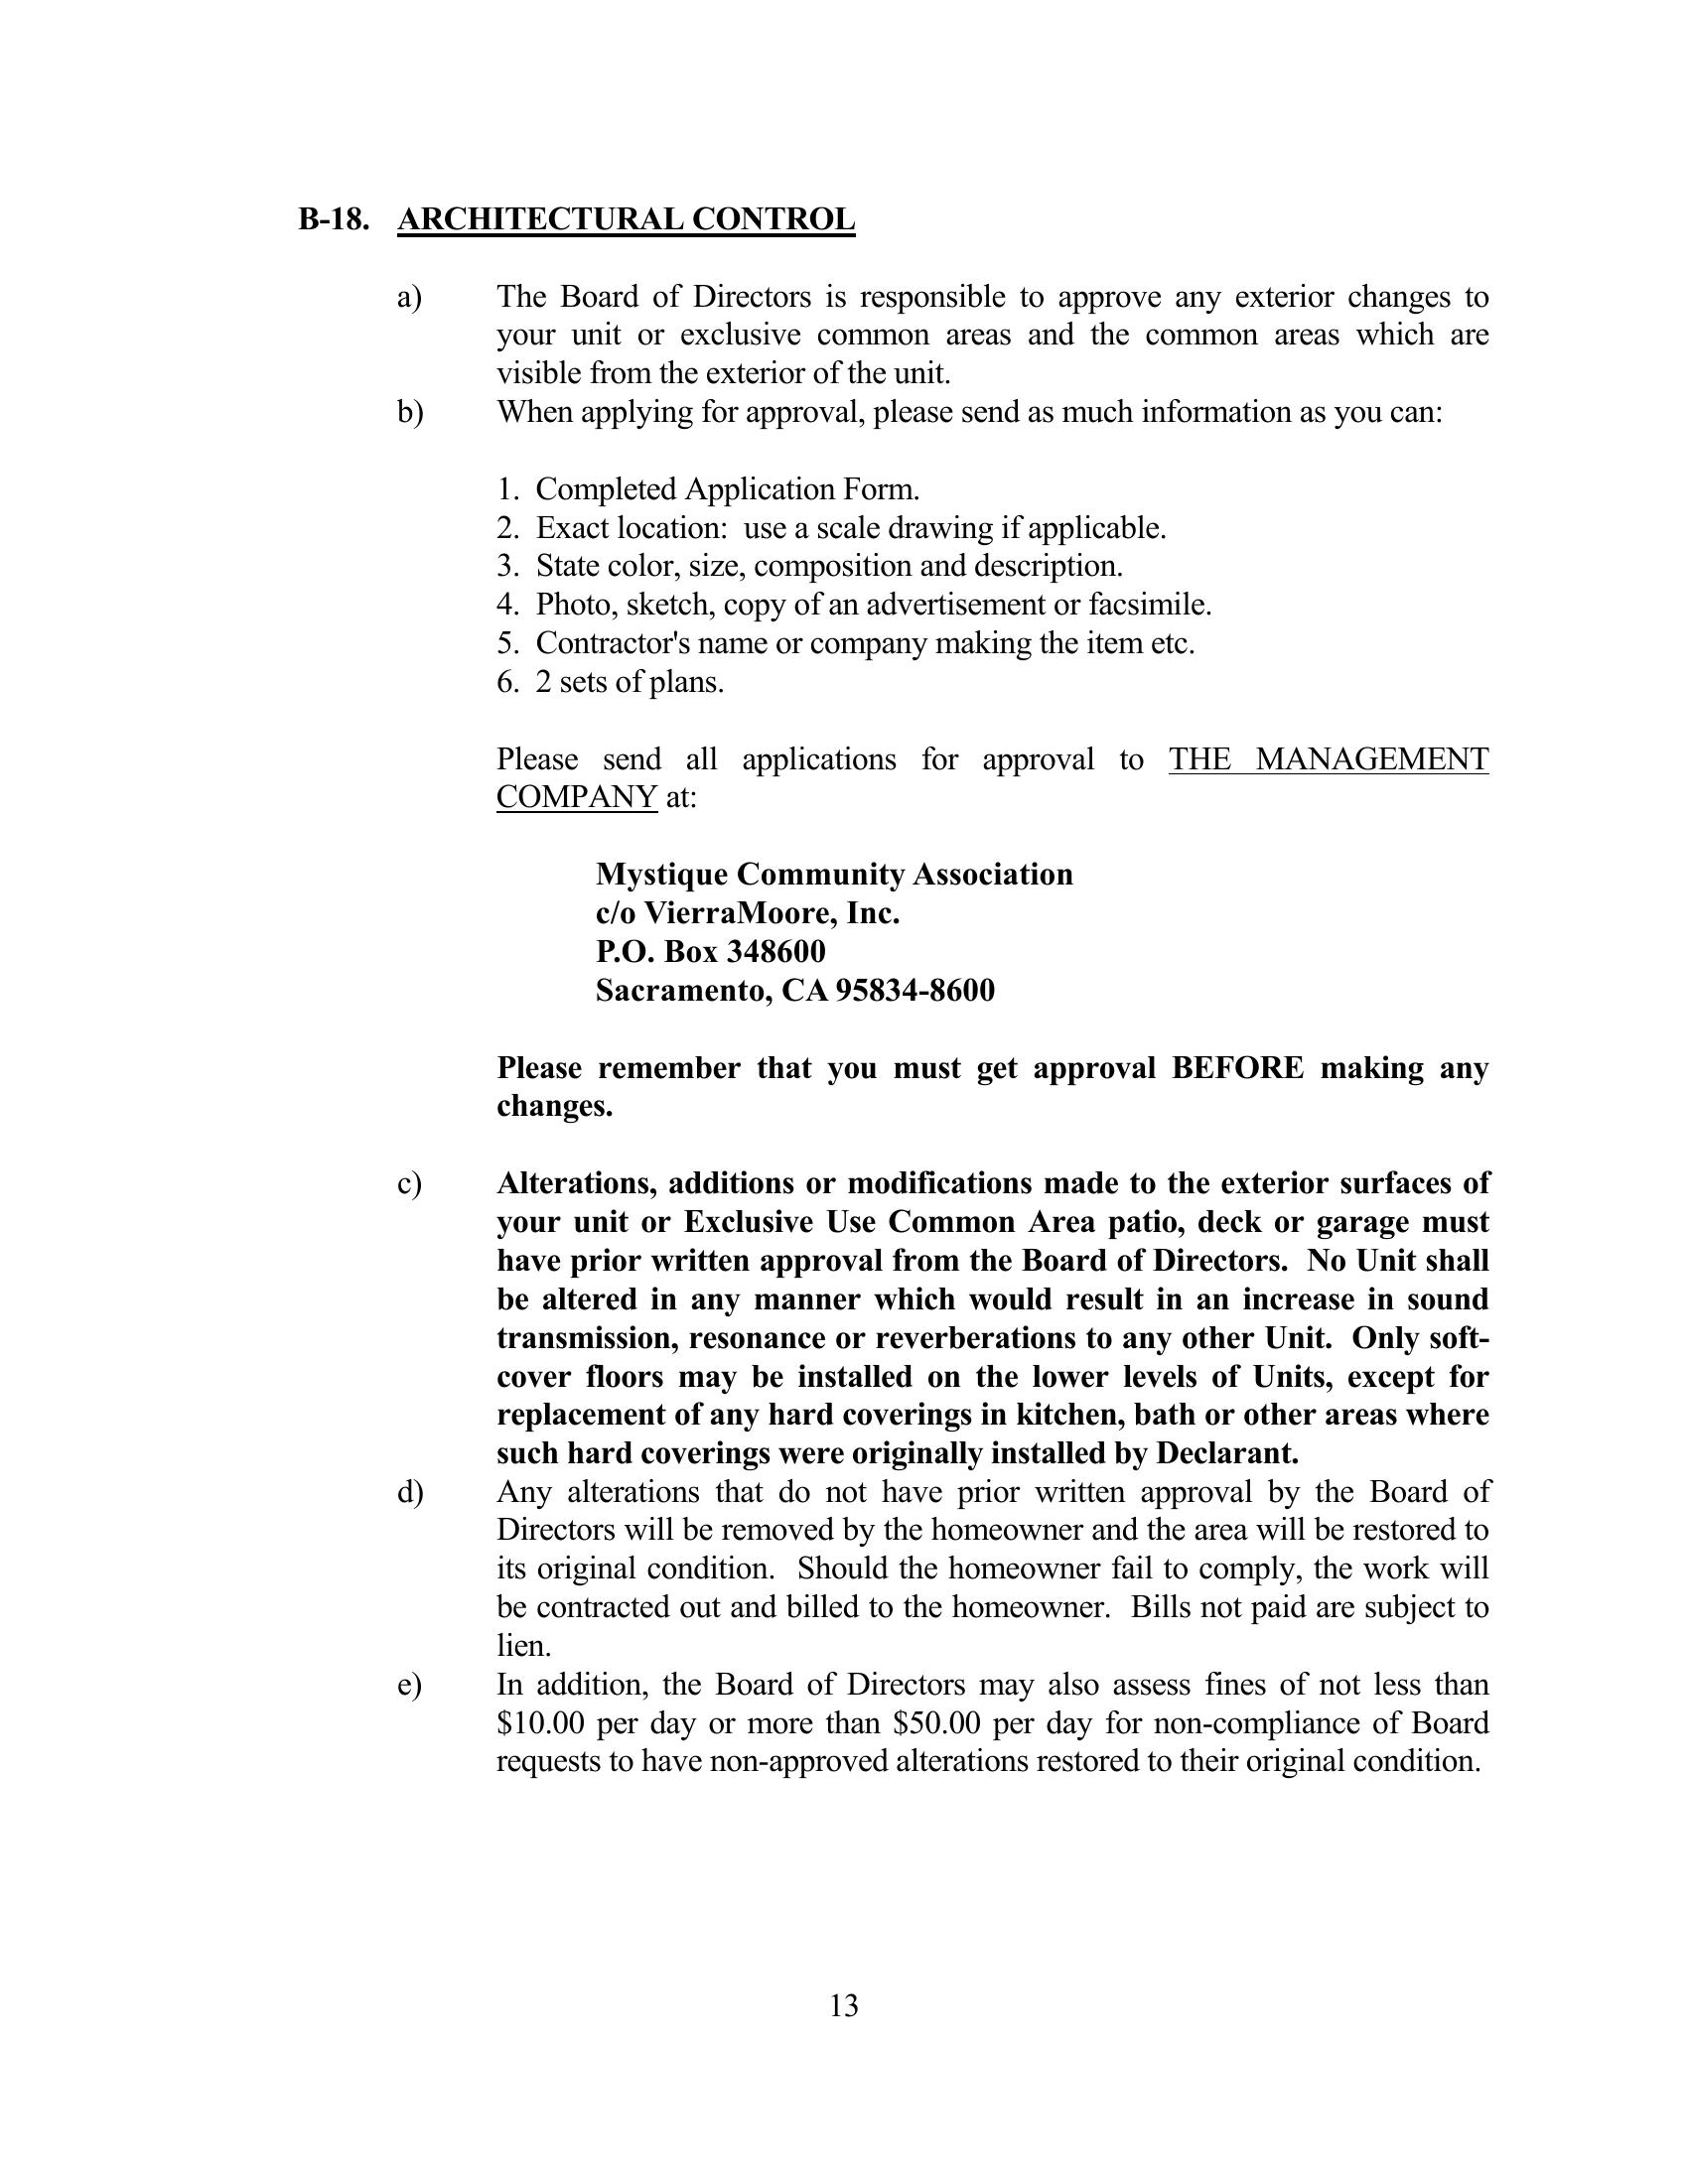 B-18. ARCHITECTURAL CONTROL
a) The Board of Directors is responsible to approve any exterior changes to
your unit or exclusive common areas and the common areas which are
visible from the exterior of the unit.
b) When applying for approval, please send as much information as you can:
1. Completed Application Form.
2. Exact location: use a scale drawing if applicable.
3. State color, size, composition and description.
4. Photo, sketch, copy of an advertisement or facsimile.
5. Contractor's name or company making the item etc.
6. 2 sets of plans.
Please send all applications for approval to THE MANAGEMENT
COMPANY at:
Mystique Community Association
c/o VierraMoore, Inc.
P.O. Box 348600
Sacramento, CA 95834-8600
Please remember that you must get approval BEFORE making any
changes.
c) Alterations, additions or modifications made to the exterior surfaces of
your unit or Exclusive Use Common Area patio, deck or garage must
have prior written approval from the Board of Directors. No Unit shall
be altered in any manner which would result in an increase in sound
transmission, resonance or reverberations to any other Unit. Only soft-
cover floors may be installed on the lower levels of Units, except for
replacement of any hard coverings in kitchen, bath or other areas where
such hard coverings were originally installed by Declarant.
d) Any alterations that do not have prior written approval by the Board of
Directors will be removed by the homeowner and the area will be restored to
its original condition. Should the homeowner fail to comply, the work will
be contracted out and billed to the homeowner. Bills not paid are subject to
lien.
e) In addition, the Board of Directors may also assess fines of not less than
$10.00 per day or more than $50.00 per day for non-compliance of Board
requests to have non-approved alterations restored to their original condition.
13